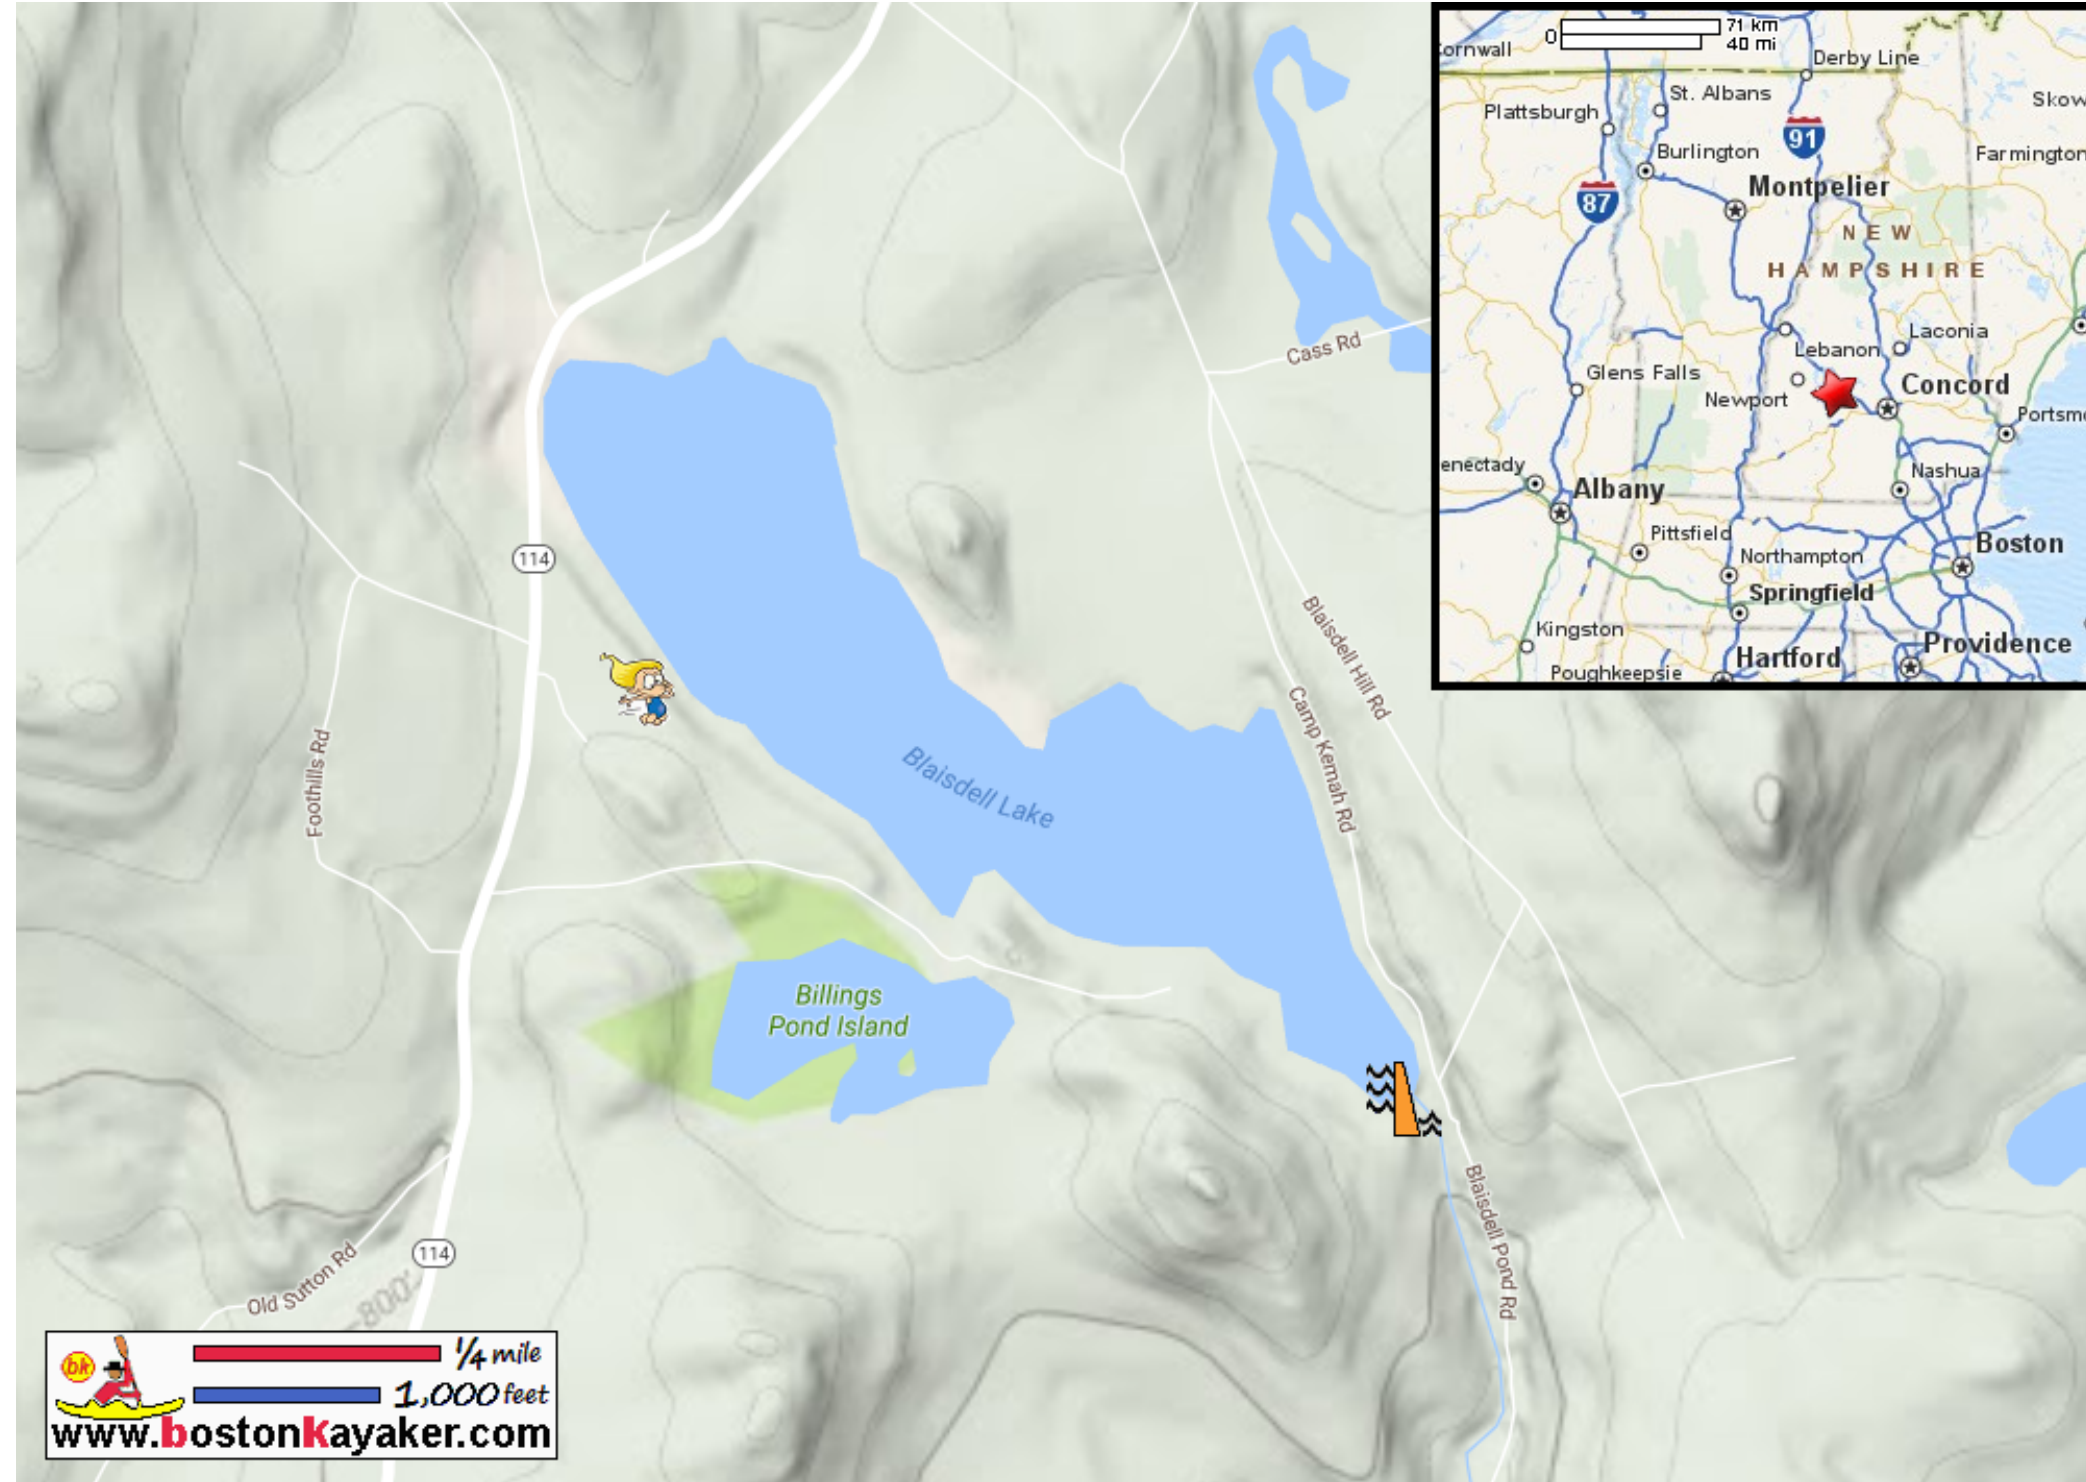 Cass Rd
114
Blaisdell Hill Rd
Camp Kemah Rd
Foothills Rd
Blaisdell Lake
Billings
Pond Island
Blaisdell Pond Rd
114
Old Sutton Rd
800'
bk
1/4 mile
1,000 feet
www.bostonkayaker.com
0
71 km
40 mi
ornwall
Derby Line
St. Albans
Skow
Plattsburgh
91
Burlington
Farmington
Montpelier
87
NEW
HAMPSHIRE
Laconia
Lebanon
Glens Falls
Concord
Newport
Portsm
enectady
Nashua
Albany
Pittsfield
Boston
Northampton
Springfield
Kingston
Providence
Hartford
Poughkeepsie